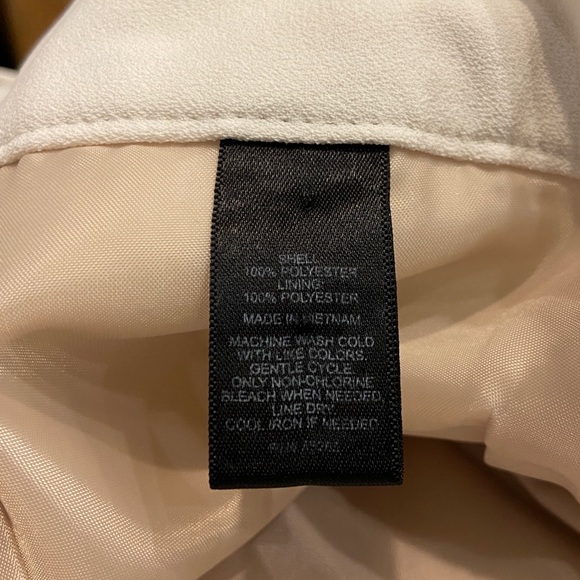 SHELL
100% POLYESTER
LINING
100% POLYESTER
MADE IN VIETNAM
MACHINE WASH COLD
WITH LIKE COLORS.
GENTLE CYCLE.
ONLY NON-CHLORINE
BLEACH WHEN NEEDED,
LINE DRY.
COOL IRON IF NEEDED